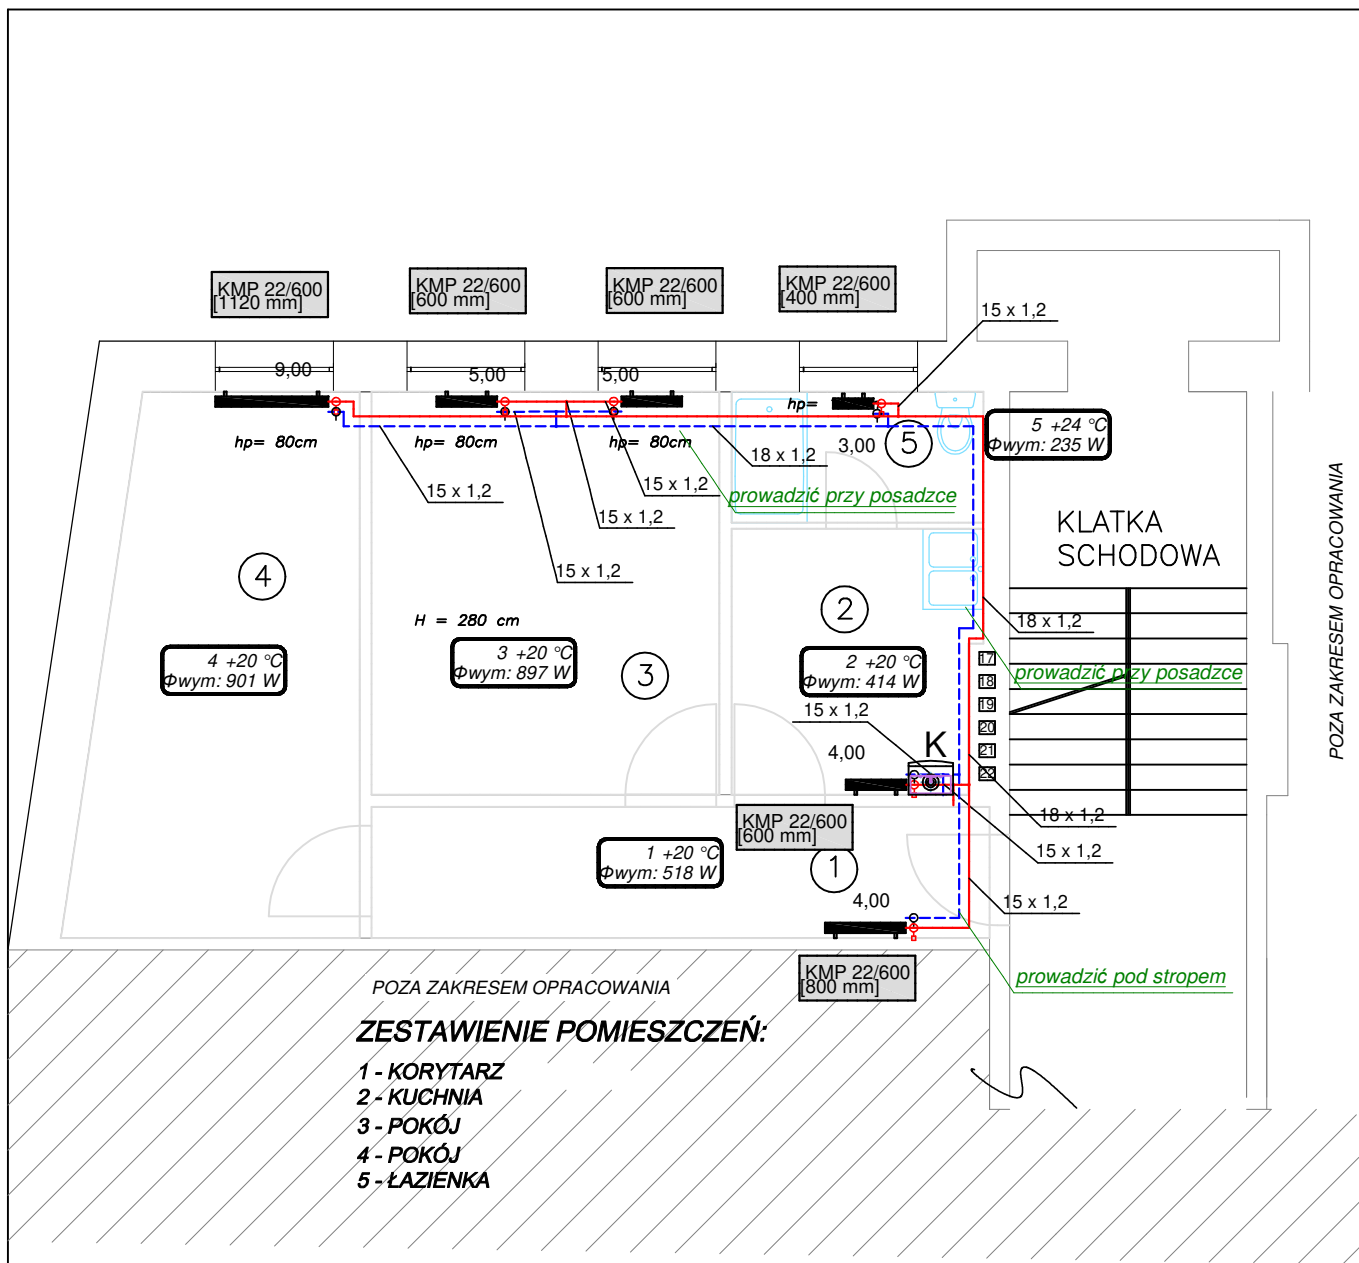 KMP 22/600
[1120 mm]
KMP 22/600
[600 mm]
KMP 22/600
[600 mm]
KMP 22/600
[400 mm]
15 x 1,2
9,00
5,00
5,00
hp=
hp= 80cm
hp= 80cm
hp= 80cm
18 x 1,2
3,00
5
5 +24 °C
Φwym: 235 W
15 x 1,2
15 x 1,2
prowadzić przy posadzce
15 x 1,2
15 x 1,2
KLATKA
SCHODOWA
POZA ZAKRESEM OPRACOWANIA
4
2
H = 280 cm
18 x 1,2
4 +20 °C
Φwym: 901 W
3 +20 °C
Φwym: 897 W
3
2 +20 °C
Φwym: 414 W
17
18
19
20
21
22
prowadzić przy posadzce
15 x 1,2
4,00
K
KMP 22/600
[600 mm]
18 x 1,2
15 x 1,2
1 +20 °C
Φwym: 518 W
1
4,00
15 x 1,2
KMP 22/600
[800 mm]
prowadzić pod stropem
POZA ZAKRESEM OPRACOWANIA
ZESTAWIENIE POMIESZCZEŃ:
1 - KORYTARZ
2 - KUCHNIA
3 - POKÓJ
4 - POKÓJ
5 - ŁAZIENKA